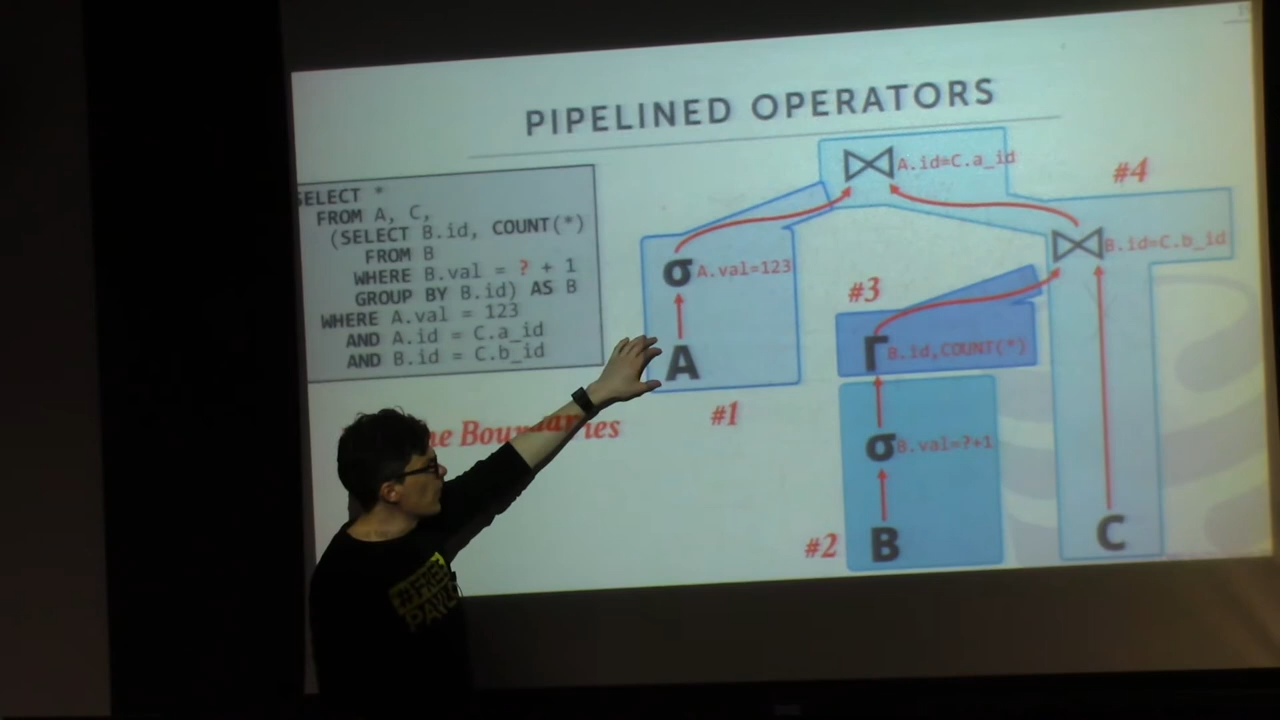 PIPELINED OPERATORS
SELECT *
FROM A, C,
(SELECT B.id, COUNT(*)
FROM B
WHERE B.val = ? + 1
GROUP BY B.id) AS B
WHERE A.val = 123
AND A.id = C.a_id
AND B.id = C.b_id
⋈ A.id=C.a_id
#4
⋈ B.id=C.b_id
σ A.val=123
#3
Γ B.id,COUNT(*)
A
#1
Boundaries
σ B.val=?+1
#2
B
C
#FREE